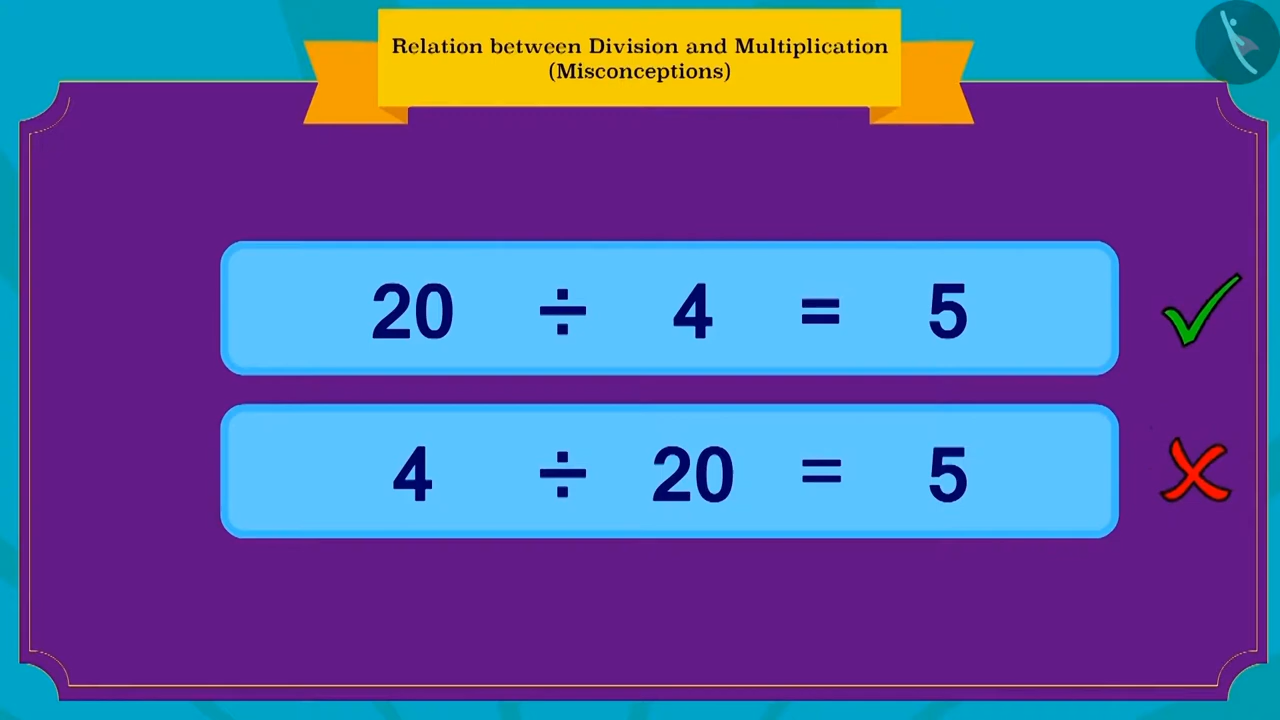 Relation between Division and Multiplication
(Misconceptions)
20 ÷ 4 = 5
4 ÷ 20 = 5